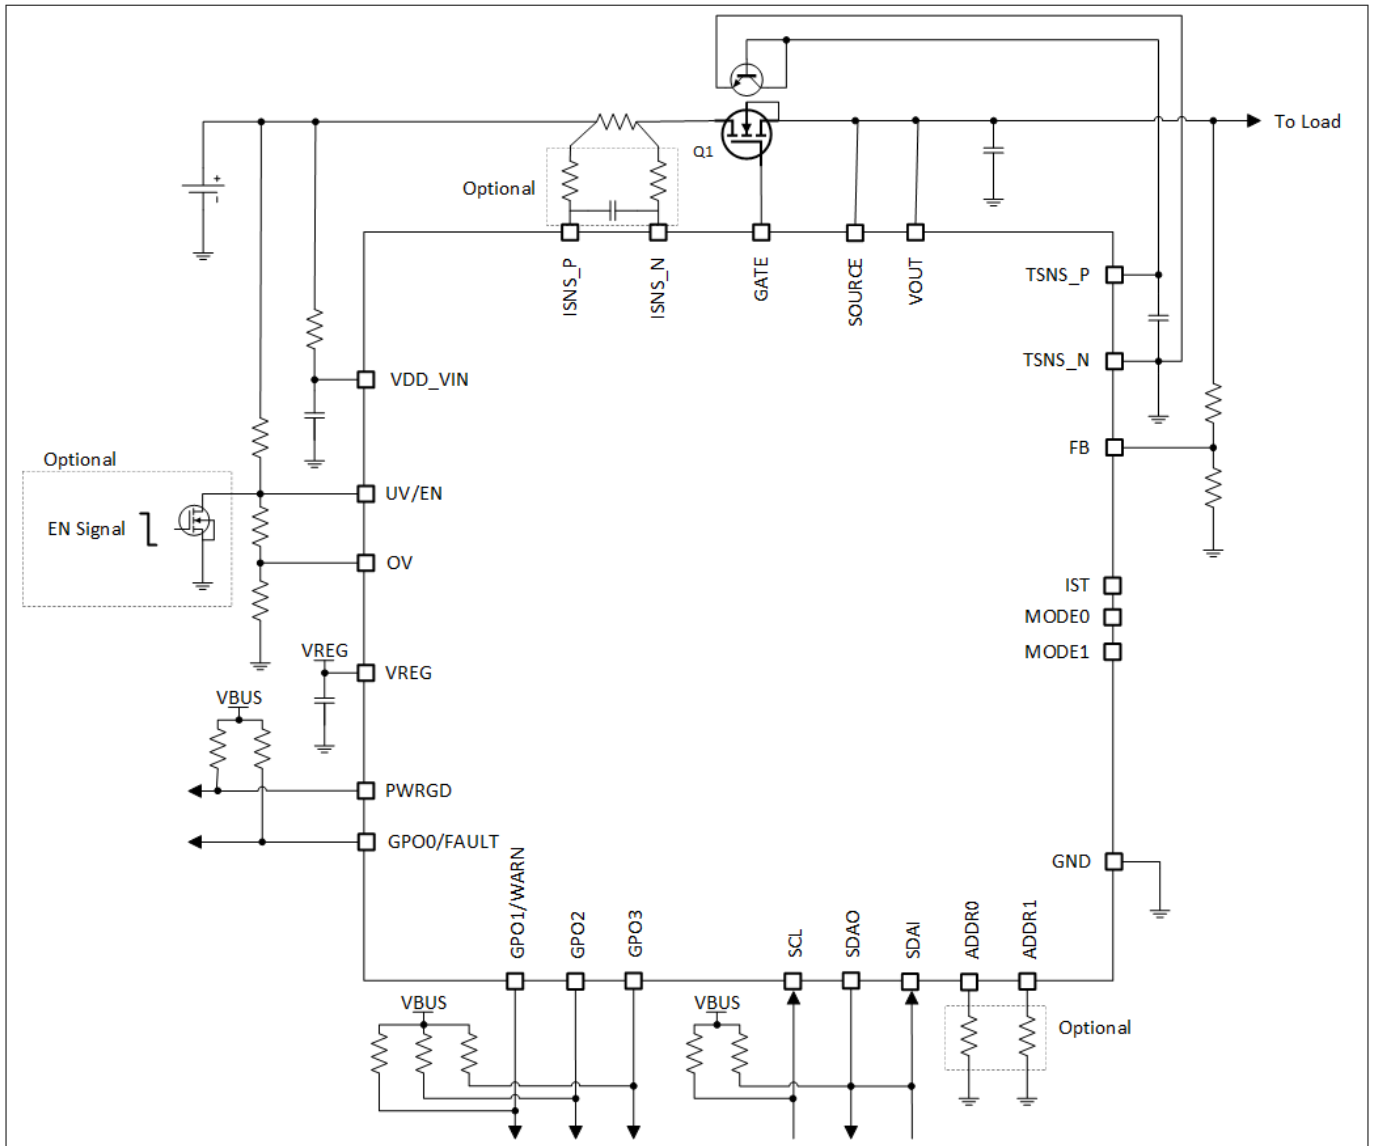 To Load
Q1
Optional
+
-
ISNS_P
ISNS_N
GATE
SOURCE
VOUT
TSNS_P
TSNS_N
VDD_VIN
FB
Optional
EN Signal
UV/EN
OV
IST
MODE0
MODE1
VREG
VREG
VBUS
PWRGD
GPO0/FAULT
GND
GPO1/WARN
GPO2
GPO3
SCL
SDAO
SDAI
ADDR0
ADDR1
VBUS
VBUS
Optional